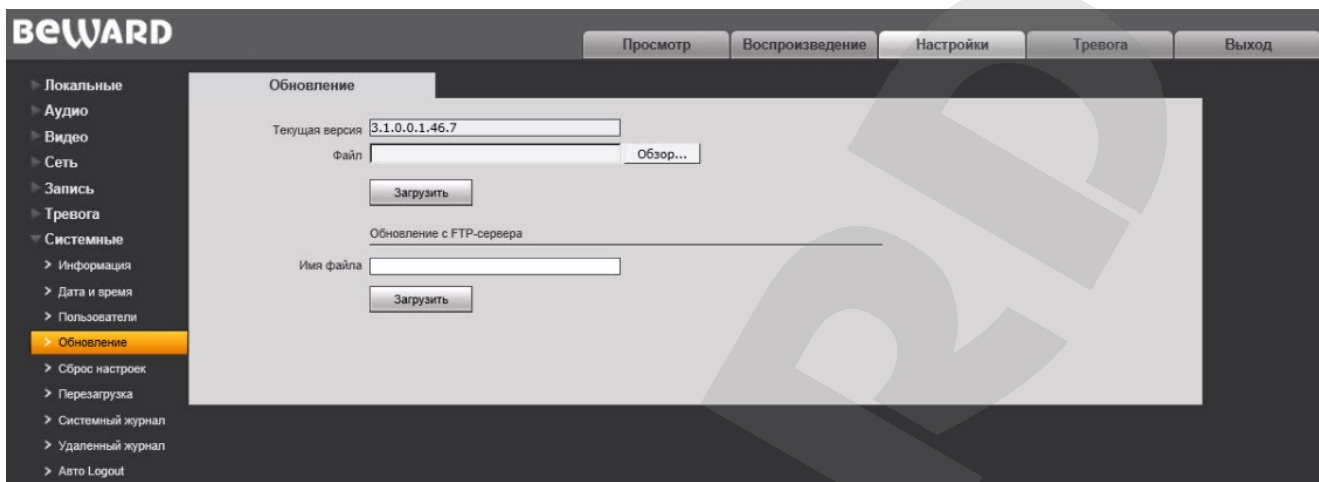 BEWARD
Просмотр
Воспроизведение
Настройки
Тревога
Выход
Локальные
Аудио
Видео
Сеть
Запись
Тревога
Системные
Информация
Дата и время
Пользователи
Обновление
Сброс настроек
Перезагрузка
Системный журнал
Удаленный журнал
Авто Logout
Обновление
Текущая версия 3.1.0.0.1.46.7
Файл Обзор...
Загрузить
Обновление с FTP-сервера
Имя файла
Загрузить
RD